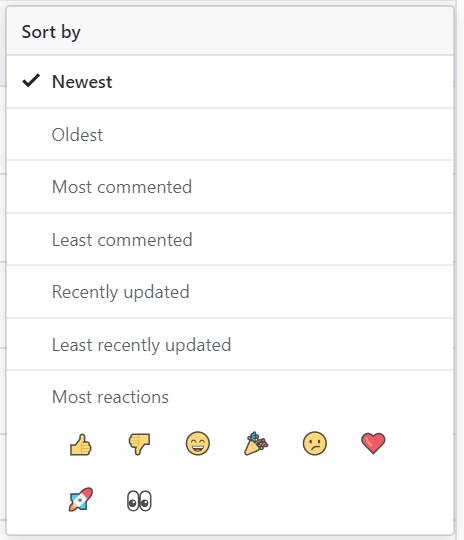 Sort by
Newest
Oldest
Most commented
Least commented
Recently updated
Least recently updated
Most reactions